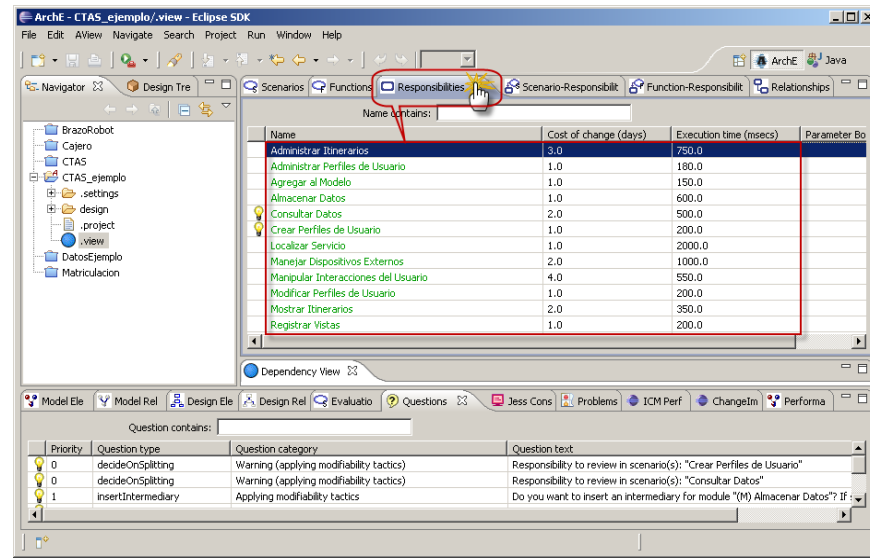 ArchE - CTAS_ejemplo/.view - Eclipse SDK
File Edit AView Navigate Search Project Run Window Help
ArchE Java
Navigator Design Tre
Scenarios Functions Responsibilities Scenario-Responsibilit Function-Responsibilit Relationships
Name contains:
BrazoRobot
Cajero
CTAS
CTAS_ejemplo
.settings
design
.project
.view
DatosEjemplo
Matriculacion
Name Cost of change (days) Execution time (msecs) Parameter Bo
Administrar Itinerarios 3.0 750.0
Administrar Perfiles de Usuario 1.0 180.0
Agregar al Modelo 1.0 150.0
Almacenar Datos 1.0 600.0
Consultar Datos 2.0 500.0
Crear Perfiles de Usuario 1.0 200.0
Localizar Servicio 1.0 2000.0
Manejar Dispositivos Externos 2.0 1000.0
Manipular Interacciones del Usuario 4.0 550.0
Modificar Perfiles de Usuario 1.0 200.0
Mostrar Itinerarios 2.0 350.0
Registrar Vistas 1.0 200.0
Dependency View
Model Ele Model Rel Design Ele Design Rel Evaluatio Questions Jess Cons Problems ICM Perf ChangeIm Performa
Question contains:
Priority Question type Question category Question text
0 decideOnSplitting Warning (applying modifiability tactics) Responsibility to review in scenario(s): "Crear Perfiles de Usuario"
0 decideOnSplitting Warning (applying modifiability tactics) Responsibility to review in scenario(s): "Consultar Datos"
1 insertIntermediary Applying modifiability tactics Do you want to insert an intermediary for module "(M) Almacenar Datos"? If